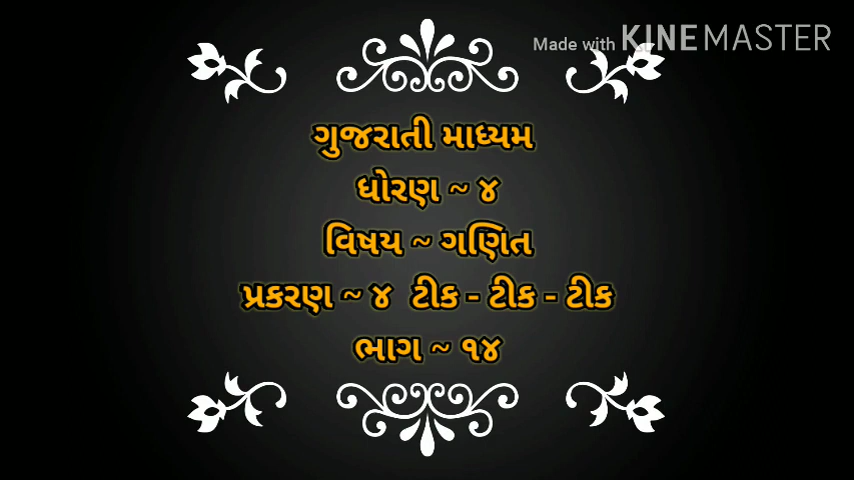 Made with KINEMASTER
ગુજરાતી માધ્યમ
ધોરણ ~ ૪
વિષય ~ ગણિત
પ્રકરણ ~ ૪ ટીક - ટીક - ટીક
ભાગ ~ ૧૪